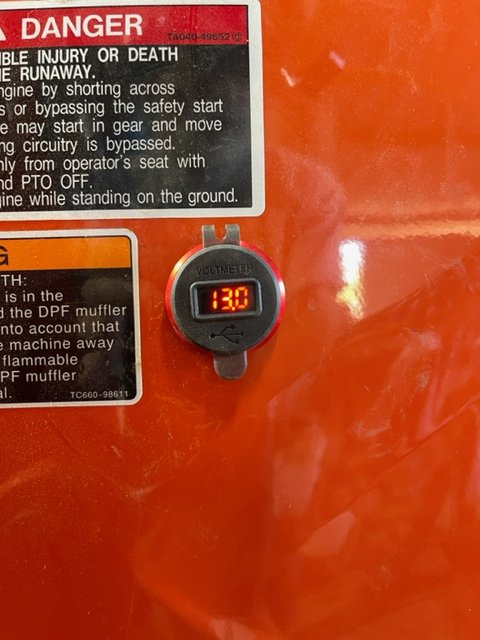 DANGER
TA040-49652
IBLE INJURY OR DEATH
NE RUNAWAY.
ngine by shorting across
s or bypassing the safety start
e may start in gear and move
ng circuitry is bypassed.
nly from operator's seat with
nd PTO OFF.
gine while standing on the ground.
G
TH:
is in the
d the DPF muffler
nto account that
e machine away
flammable
PF muffler
al.
TC660-98611
VOLTMETER
13.0